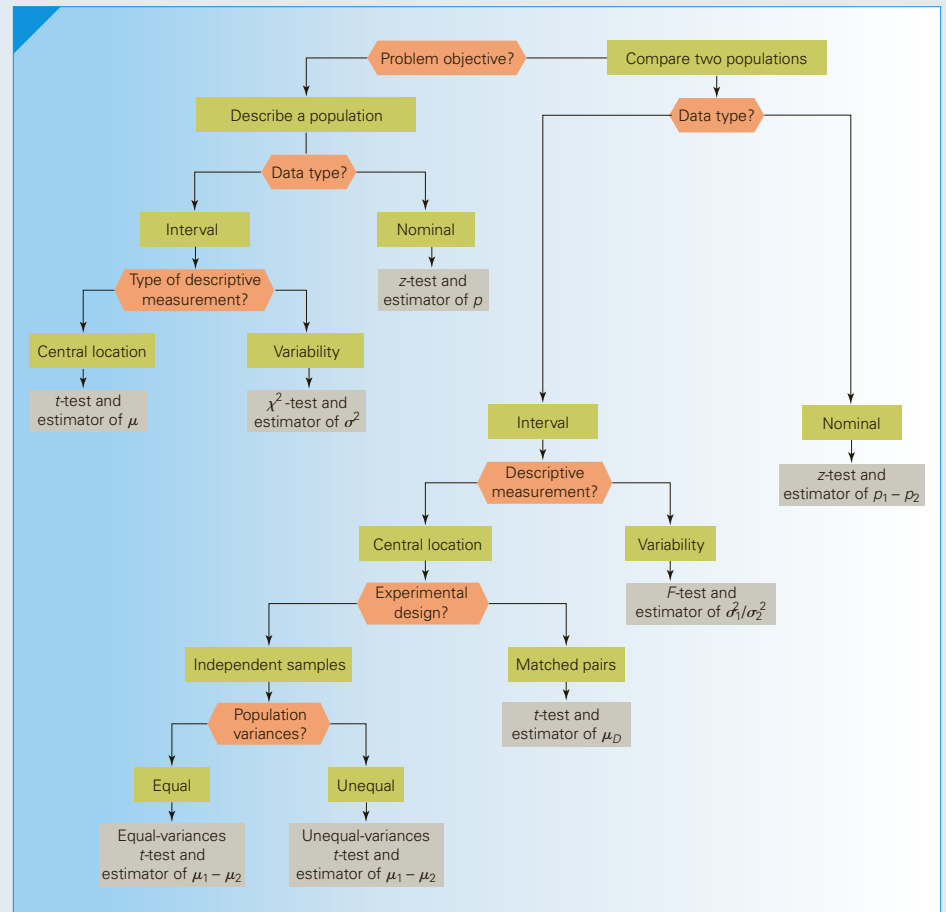 Problem objective?
Compare two populations
Describe a population
Data type?
Data type?
Interval
Nominal
Type of descriptive
measurement?
z-test and
estimator of p
Central location
Variability
t-test and
estimator of μ
χ²-test and
estimator of σ²
Interval
Nominal
Descriptive
measurement?
z-test and
estimator of p₁ – p₂
Central location
Variability
Experimental
design?
F-test and
estimator of σ₁²/σ₂²
Independent samples
Matched pairs
Population
variances?
t-test and
estimator of μ_D
Equal
Unequal
Equal-variances
t-test and
estimator of μ₁ – μ₂
Unequal-variances
t-test and
estimator of μ₁ – μ₂